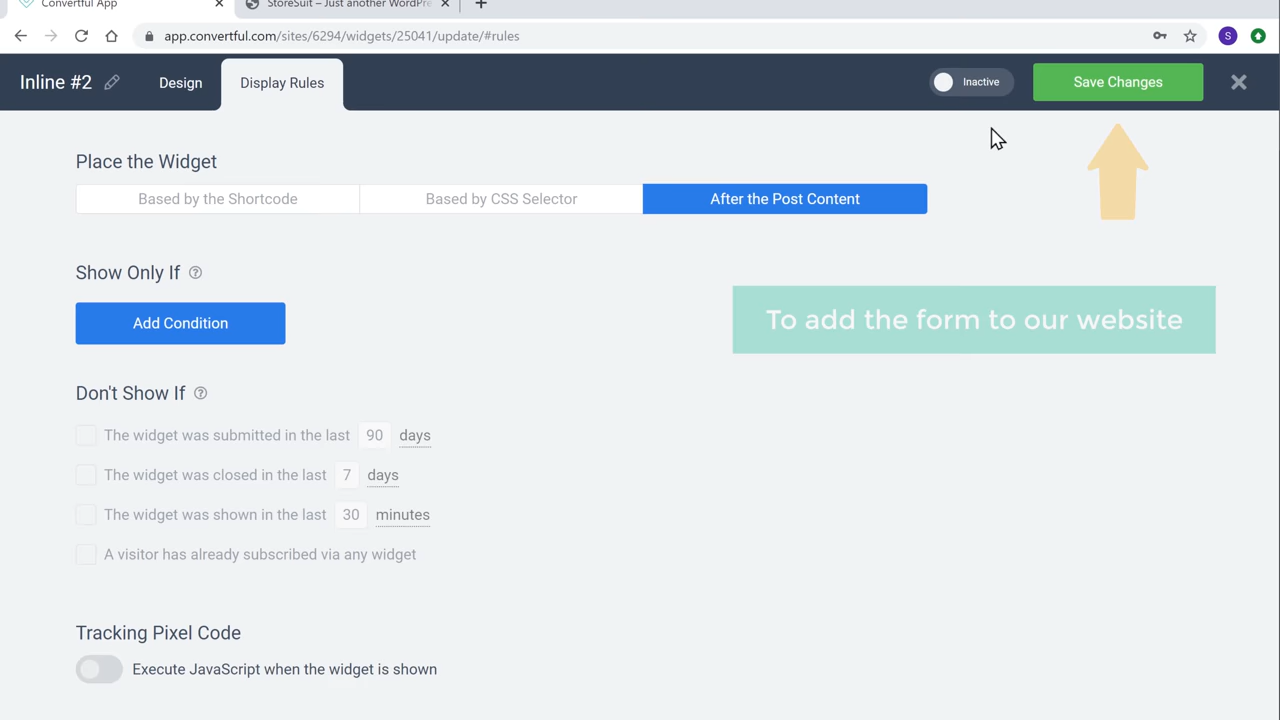 Convertful App
StoreSuit – Just another WordPre
app.convertful.com/sites/6294/widgets/25041/update/#rules
S
Inline #2
Design
Display Rules
Inactive
Save Changes
Place the Widget
Based by the Shortcode
Based by CSS Selector
After the Post Content
Show Only If ?
Add Condition
To add the form to our website
Don't Show If ?
The widget was submitted in the last 90 days
The widget was closed in the last 7 days
The widget was shown in the last 30 minutes
A visitor has already subscribed via any widget
Tracking Pixel Code
Execute JavaScript when the widget is shown